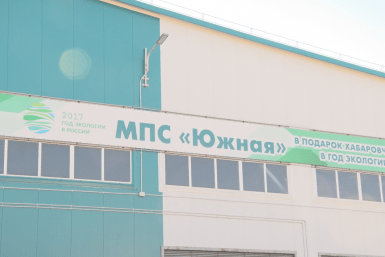 2017
ГОД ЭКОЛОГИИ
В РОССИИ
МПС «Южная»
В ПОДАРОК ХАБАРОВЧ
В ГОД ЭКОЛОГИ